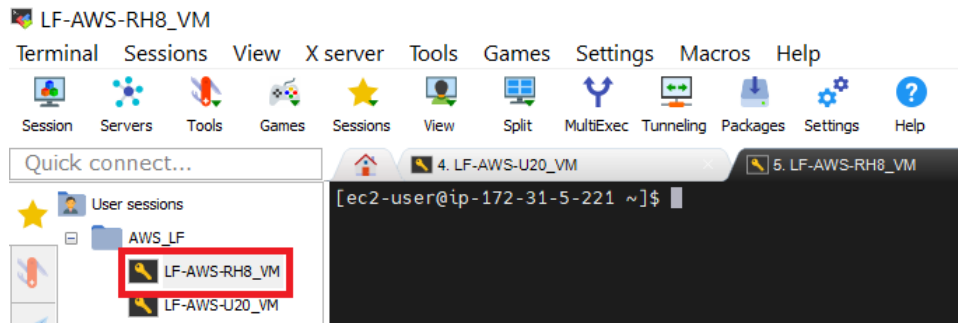 LF-AWS-RH8_VM
Terminal Sessions View X server Tools Games Settings Macros Help
Session Servers Tools Games Sessions View Split MultiExec Tunneling Packages Settings Help
Quick connect...
4. LF-AWS-U20_VM
5. LF-AWS-RH8_VM
User sessions
AWS_LF
LF-AWS-RH8_VM
LF-AWS-U20_VM
[ec2-user@ip-172-31-5-221 ~]$